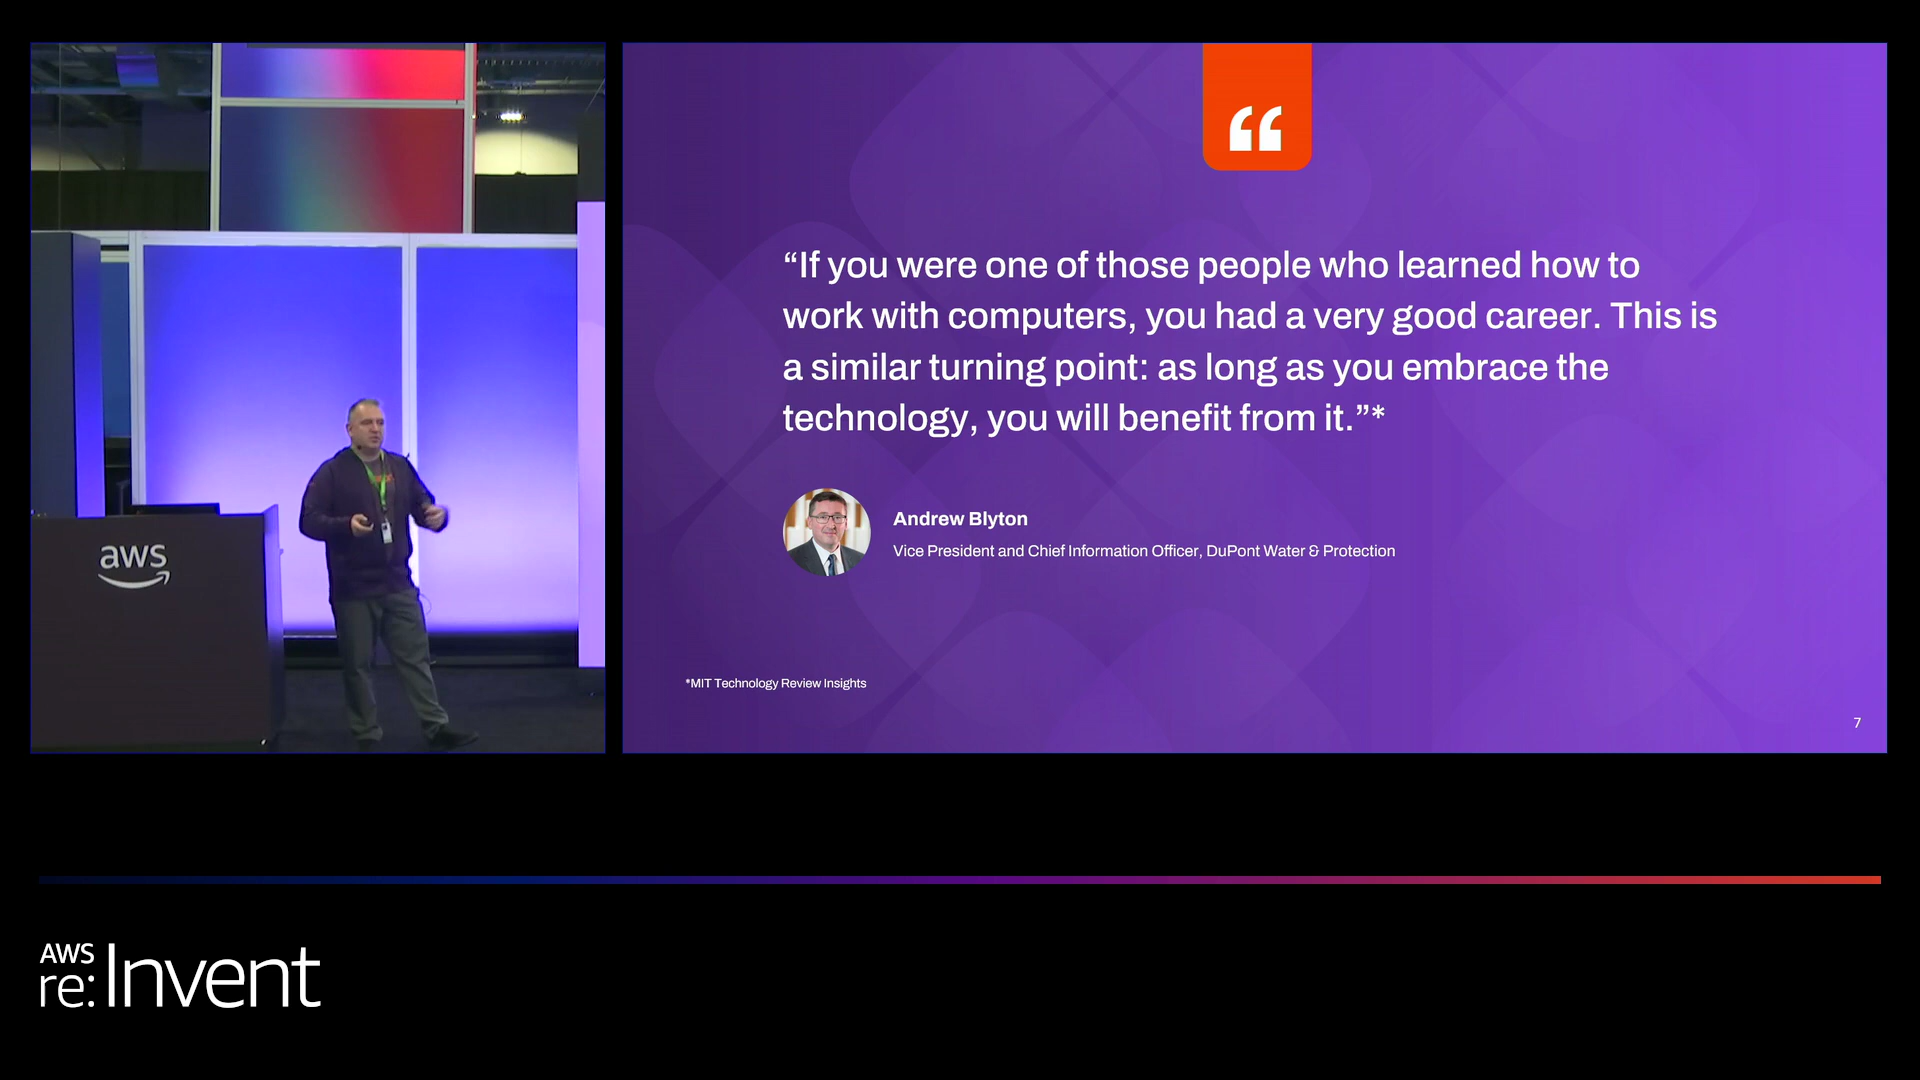 “If you were one of those people who learned how to
work with computers, you had a very good career. This is
a similar turning point: as long as you embrace the
technology, you will benefit from it.”*
Andrew Blyton
Vice President and Chief Information Officer, DuPont Water & Protection
*MIT Technology Review Insights
7
aws
AWS
re:Invent